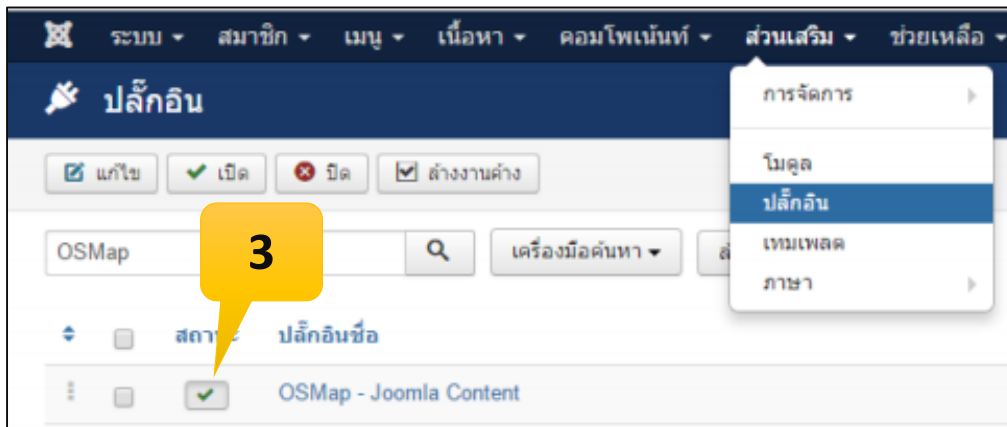 ระบบ สมาชิก เมนู เนื้อหา คอมโพเน้นท์ ส่วนเสริม ช่วยเหลือ
ปลั๊กอิน
การจัดการ
แก้ไข เปิด ปิด ล้างงานค้าง
โมดูล
ปลั๊กอิน
OSMap 3 เครื่องมือค้นหา
เทมเพลต
ภาษา
ปลั๊กอินชื่อ
OSMap - Joomla Content